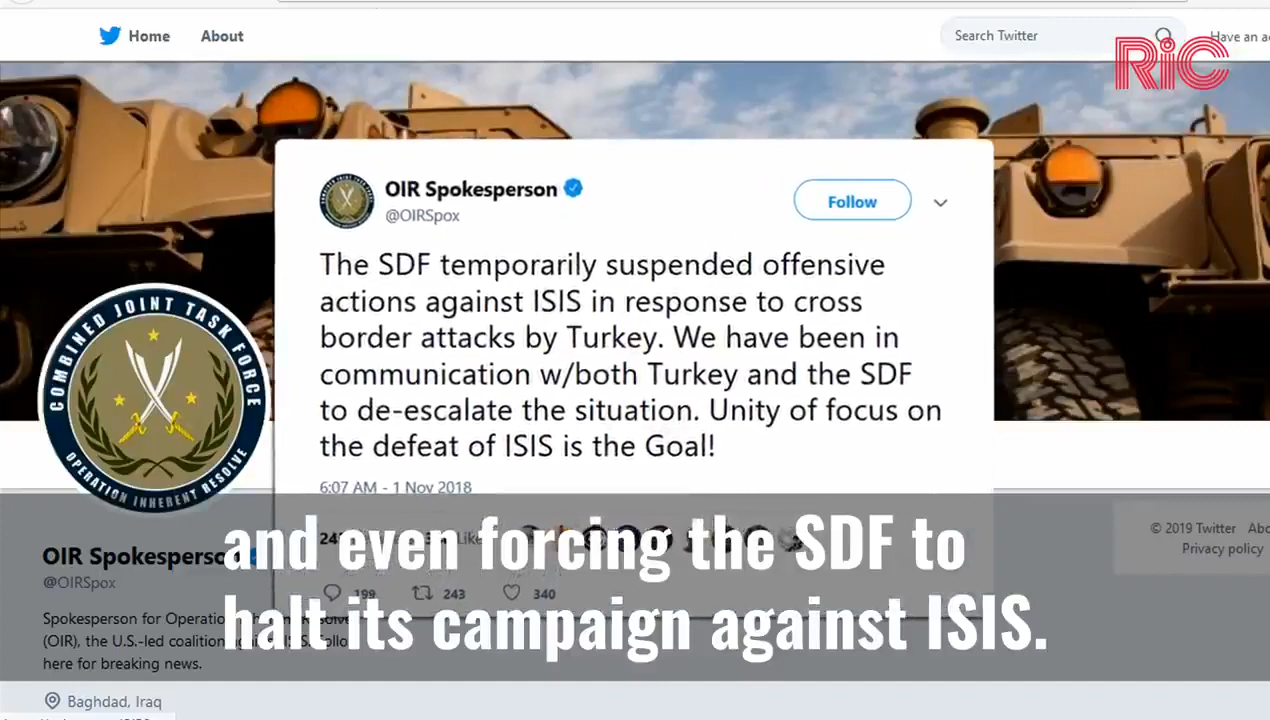 Home About Search Twitter Have an a
RiC
OIR Spokesperson
@OIRSpox
Follow
The SDF temporarily suspended offensive
actions against ISIS in response to cross
border attacks by Turkey. We have been in
communication w/both Turkey and the SDF
to de-escalate the situation. Unity of focus on
the defeat of ISIS is the Goal!
6:07 AM - 1 Nov 2018
199 243 340
COMBINED JOINT TASK FORCE
OPERATION INHERENT RESOLVE
OIR Spokesperso
@OIRSpox
Spokesperson for Operat
(OIR), the U.S.-led coalition
here for breaking news.
Baghdad, Iraq
© 2019 Twitter Abo
Privacy policy
and even forcing the SDF to
halt its campaign against ISIS.